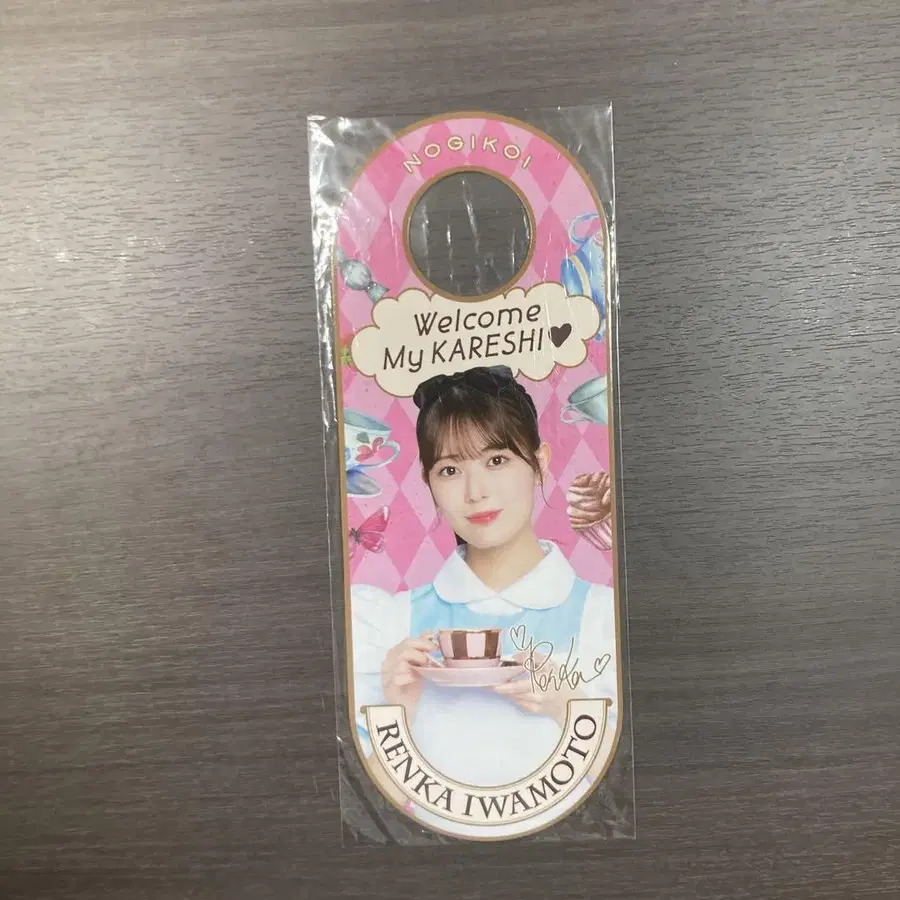 NOGIKOI
Welcome
My KARESHI♥
Renka
RENKA IWAMOTO